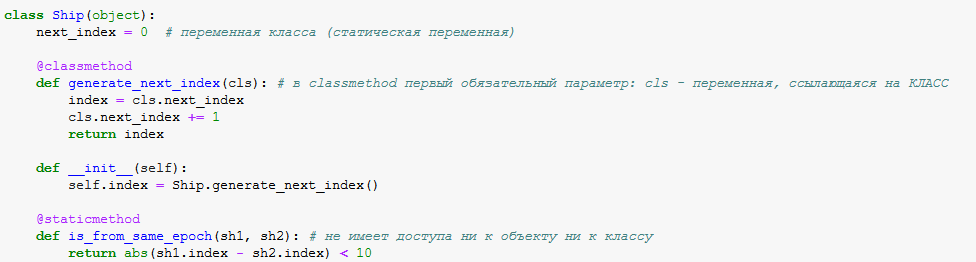 class Ship(object):
    next_index = 0  # переменная класса (статическая переменная)

    @classmethod
    def generate_next_index(cls): # в classmethod первый обязательный параметр: cls - переменная, ссылающаяся на КЛАСС
        index = cls.next_index
        cls.next_index += 1
        return index

    def __init__(self):
        self.index = Ship.generate_next_index()

    @staticmethod
    def is_from_same_epoch(sh1, sh2): # не имеет доступа ни к объекту ни к классу
        return abs(sh1.index - sh2.index) < 10